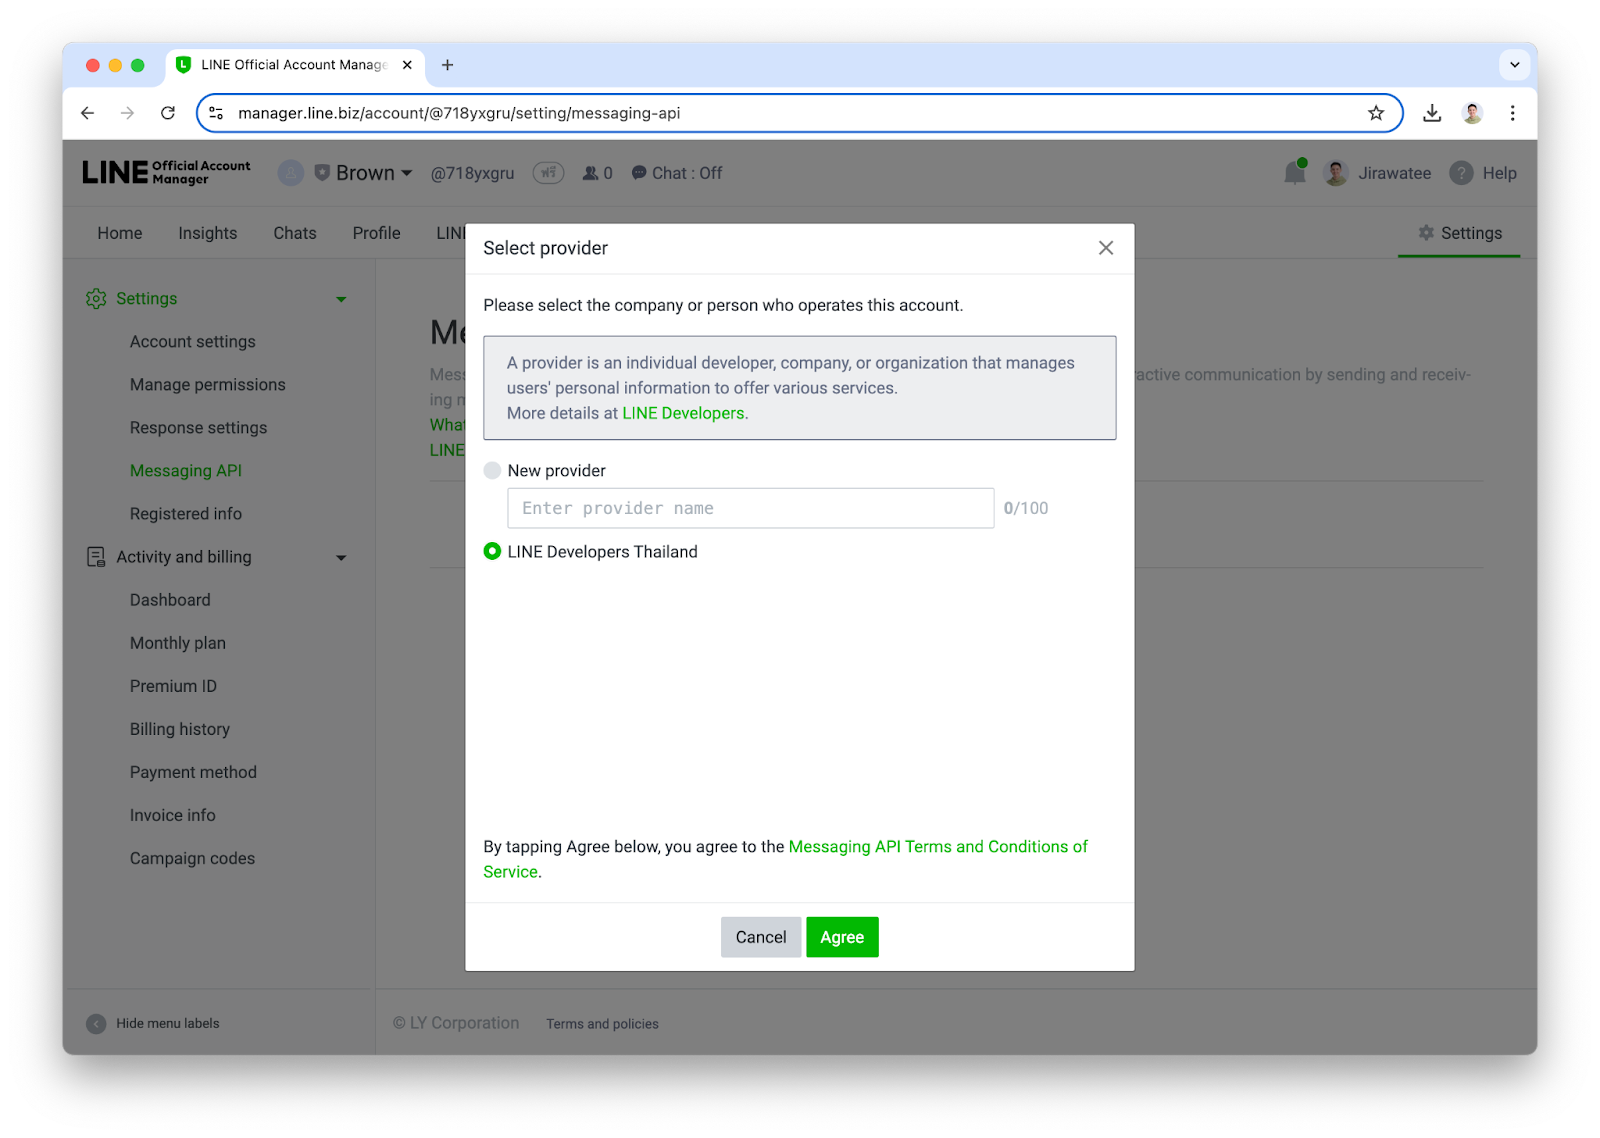 LINE Official Account Manage
manager.line.biz/account/@718yxgru/setting/messaging-api
LINE Official Account Manager
Brown
@718yxgru
ฟรี
0
Chat : Off
Jirawatee
? Help
Home
Insights
Chats
Profile
LINE
Settings
Settings
Account settings
Manage permissions
Response settings
Messaging API
Registered info
Activity and billing
Dashboard
Monthly plan
Premium ID
Billing history
Payment method
Invoice info
Campaign codes
Hide menu labels
Me
Mess
ractive communication by sending and receiv-
ing m
What
LINE
Select provider
Please select the company or person who operates this account.
A provider is an individual developer, company, or organization that manages
users' personal information to offer various services.
More details at LINE Developers.
New provider
Enter provider name
0/100
LINE Developers Thailand
By tapping Agree below, you agree to the Messaging API Terms and Conditions of
Service.
Cancel
Agree
© LY Corporation
Terms and policies